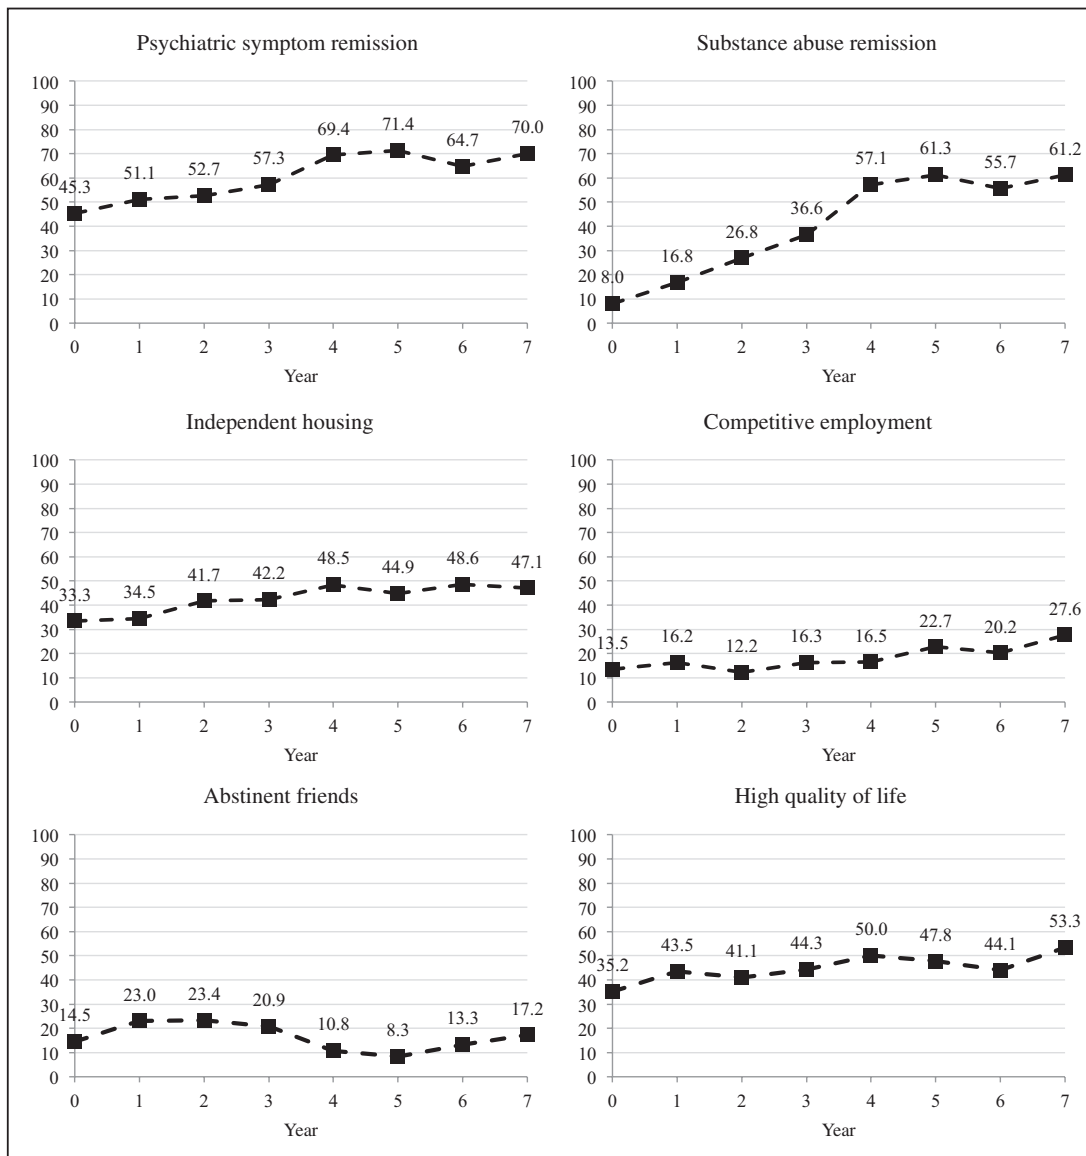 Psychiatric symptom remission
100
90
80
70
60
50
40
30
20
10
0
45.3 51.1 52.7 57.3 69.4 71.4 64.7 70.0
0 1 2 3 4 5 6 7
Year
Substance abuse remission
100
90
80
70
60
50
40
30
20
10
0
8.0 16.8 26.8 36.6 57.1 61.3 55.7 61.2
0 1 2 3 4 5 6 7
Year
Independent housing
100
90
80
70
60
50
40
30
20
10
0
33.3 34.5 41.7 42.2 48.5 44.9 48.6 47.1
0 1 2 3 4 5 6 7
Year
Competitive employment
100
90
80
70
60
50
40
30
20
10
0
13.5 16.2 12.2 16.3 16.5 22.7 20.2 27.6
0 1 2 3 4 5 6 7
Year
Abstinent friends
100
90
80
70
60
50
40
30
20
10
0
14.5 23.0 23.4 20.9 10.8 8.3 13.3 17.2
0 1 2 3 4 5 6 7
Year
High quality of life
100
90
80
70
60
50
40
30
20
10
0
35.2 43.5 41.1 44.3 50.0 47.8 44.1 53.3
0 1 2 3 4 5 6 7
Year